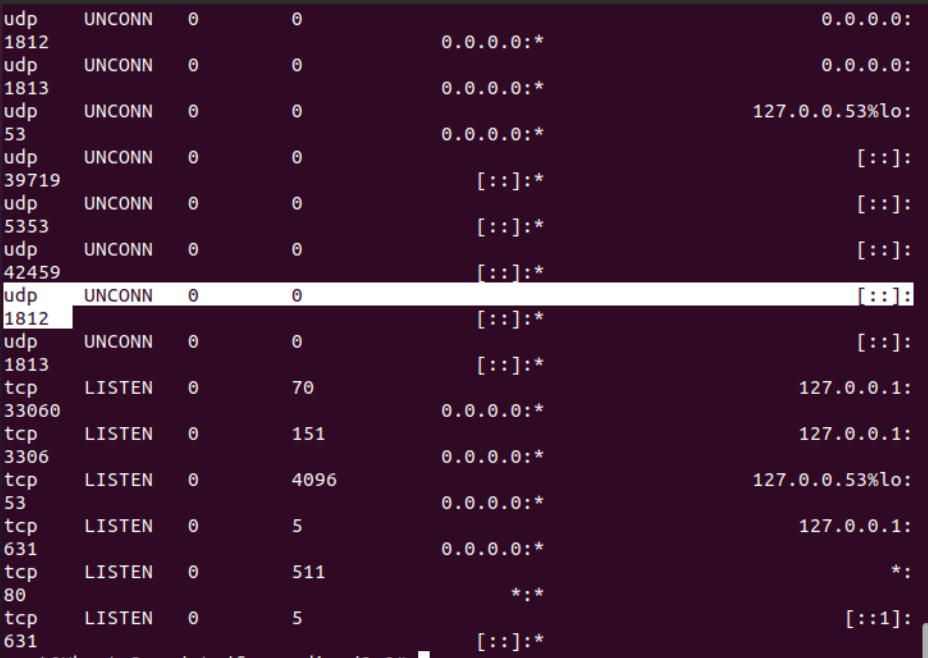 udp UNCONN 0 0 0.0.0.0:
1812 0.0.0.0:*
udp UNCONN 0 0 0.0.0.0:
1813 0.0.0.0:*
udp UNCONN 0 0 127.0.0.53%lo:
53 0.0.0.0:*
udp UNCONN 0 0 [::]:
39719 [::]:*
udp UNCONN 0 0 [::]:
5353 [::]:*
udp UNCONN 0 0 [::]:
42459 [::]:*
udp UNCONN 0 0 [::]:
1812 [::]:*
udp UNCONN 0 0 [::]:
1813 [::]:*
tcp LISTEN 0 70 127.0.0.1:
33060 0.0.0.0:*
tcp LISTEN 0 151 127.0.0.1:
3306 0.0.0.0:*
tcp LISTEN 0 4096 127.0.0.53%lo:
53 0.0.0.0:*
tcp LISTEN 0 5 127.0.0.1:
631 0.0.0.0:*
tcp LISTEN 0 511 *:
80 *:*
tcp LISTEN 0 5 [::1]:
631 [::]:*